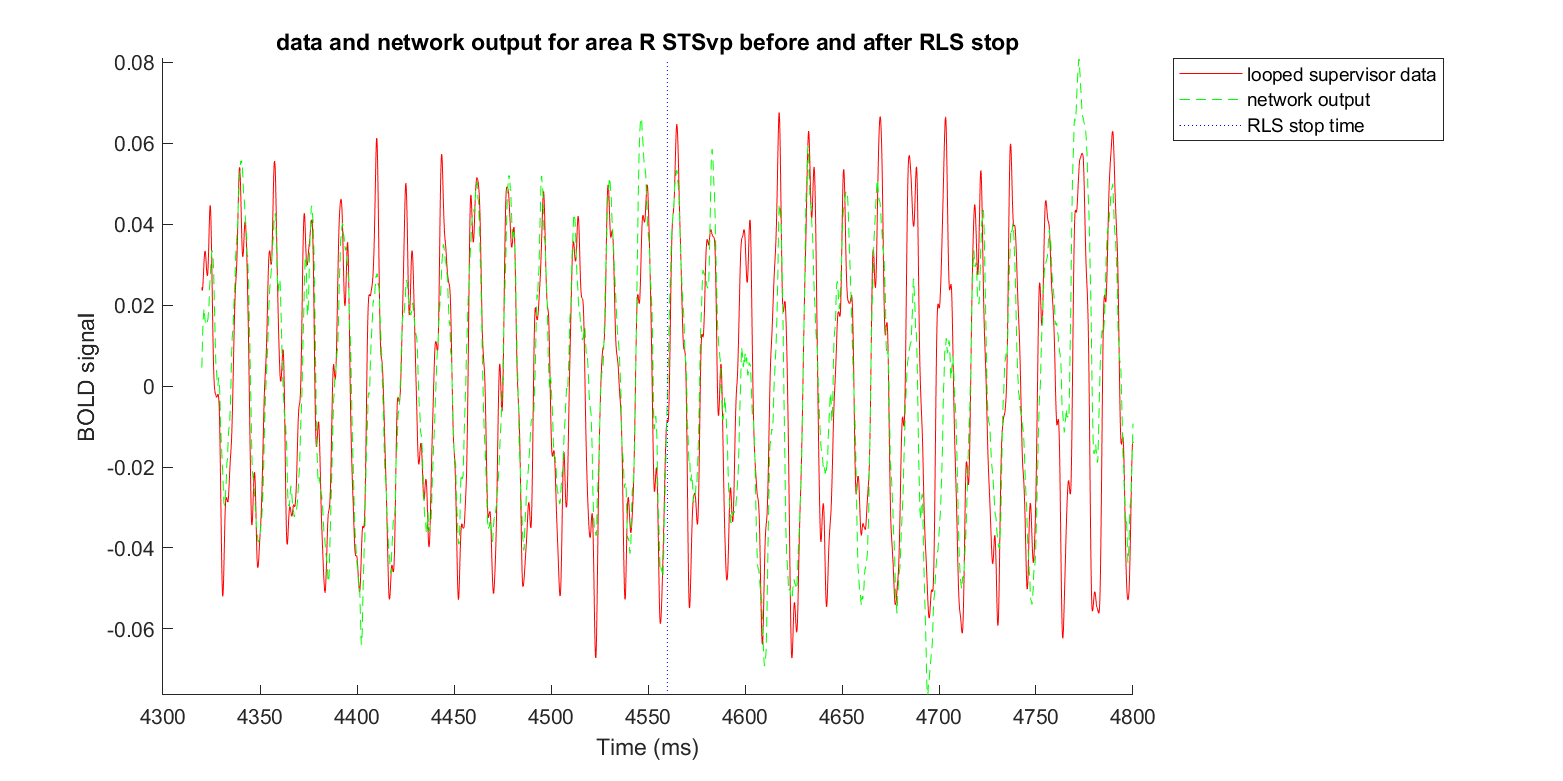 data and network output for area R STSvp before and after RLS stop
looped supervisor data
network output
RLS stop time
0.08
0.06
0.04
0.02
0
-0.02
-0.04
-0.06
BOLD signal
4300 4350 4400 4450 4500 4550 4600 4650 4700 4750 4800
Time (ms)